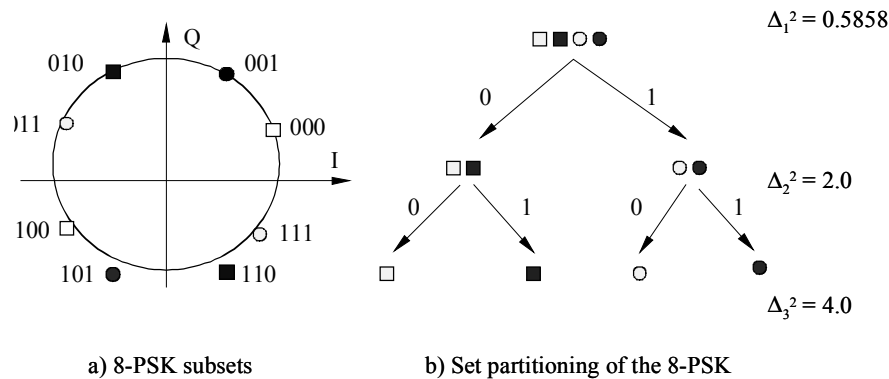 Q
010
001
011
000
I
100
111
101
110
a) 8-PSK subsets
Δ₁² = 0.5858
0
1
Δ₂² = 2.0
0
1
0
1
Δ₃² = 4.0
b) Set partitioning of the 8-PSK